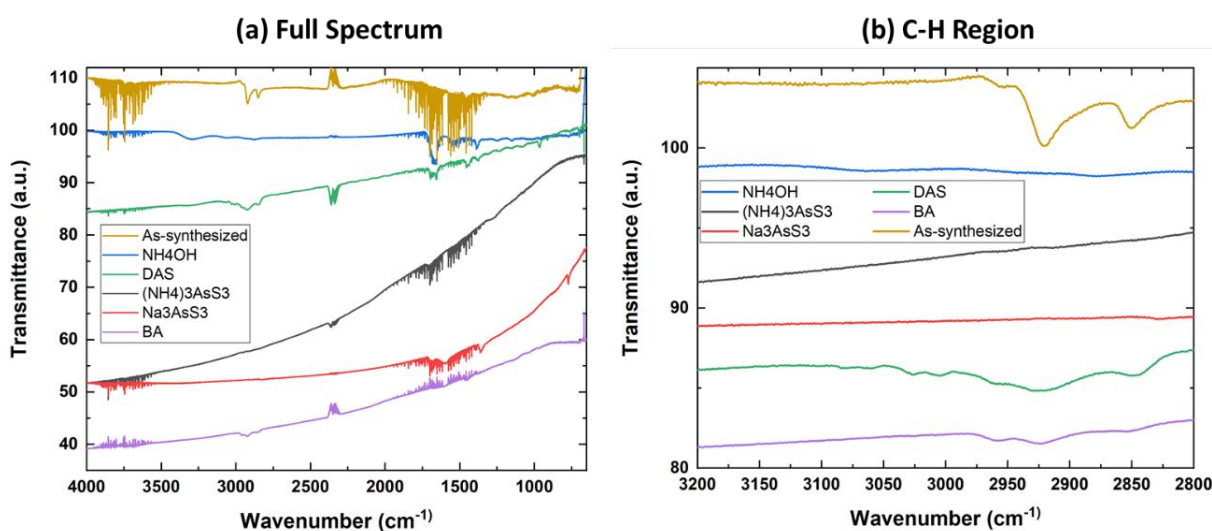 (a) Full Spectrum
110
100
90
80
70
60
50
40
Transmittance (a.u.)
As-synthesized
NH4OH
DAS
(NH4)3AsS3
Na3AsS3
BA
4000 3500 3000 2500 2000 1500 1000
Wavenumber (cm⁻¹)
(b) C-H Region
100
90
80
Transmittance (a.u.)
NH4OH DAS
(NH4)3AsS3 BA
Na3AsS3 As-synthesized
3200 3150 3100 3050 3000 2950 2900 2850 2800
Wavenumber (cm⁻¹)